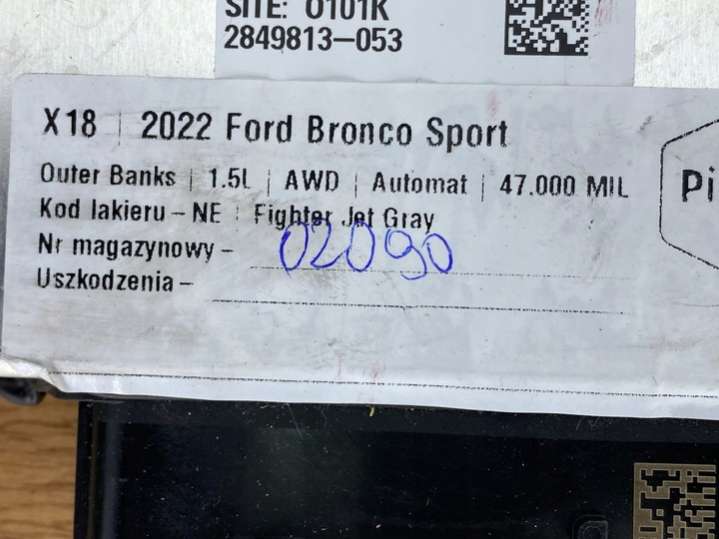 SITE: 0101K
2849813-053
X18 | 2022 Ford Bronco Sport
Outer Banks | 1.5L | AWD | Automat | 47.000 MIL
Kod lakieru - NE | Fighter Jet Gray
Nr magazynowy - 02090
Uszkodzenia -
Pi